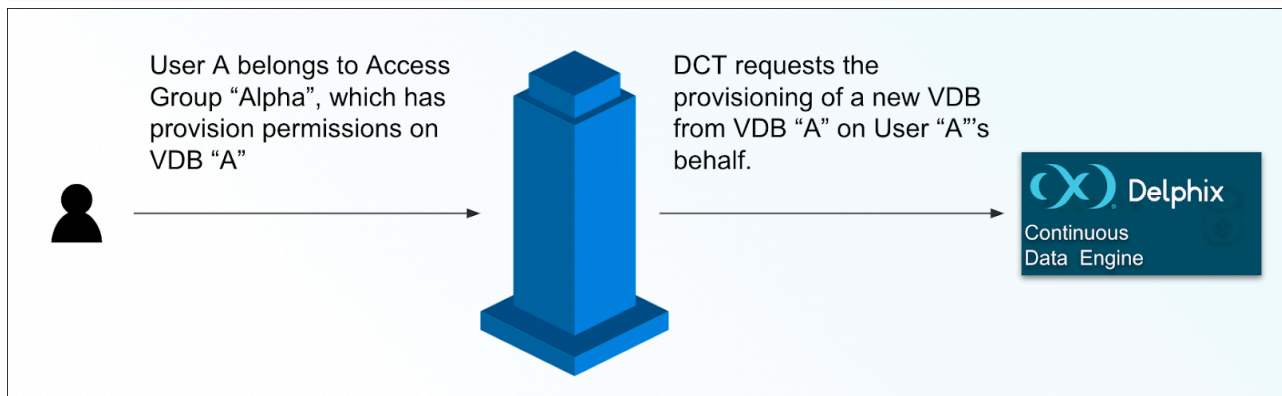 User A belongs to Access
Group “Alpha”, which has
provision permissions on
VDB “A”
DCT requests the
provisioning of a new VDB
from VDB “A” on User “A”’s
behalf.
Delphix
Continuous
Data Engine